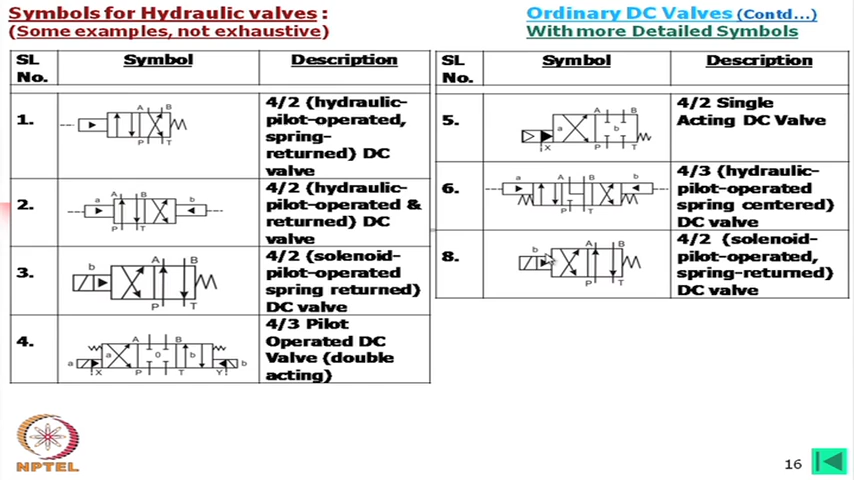 Symbols for Hydraulic valves :
(Some examples, not exhaustive)
Ordinary DC Valves (Contd...)
With more Detailed Symbols
SL No. Symbol Description
1.
A B
P T
4/2 (hydraulic-
pilot-operated,
spring-
returned) DC
valve
2.
a A B b
P T
4/2 (hydraulic-
pilot-operated &
returned) DC
valve
3.
b A B
P T
4/2 (solenoid-
pilot-operated
spring returned)
DC valve
4.
A B
a a 0 b b
X P T Y
4/3 Pilot
Operated DC
Valve (double
acting)
SL No. Symbol Description
5.
A B
a b
X P T
4/2 Single
Acting DC Valve
6.
a A B b
P T
4/3 (hydraulic-
pilot-operated
spring centered)
DC valve
8.
b A B
P T
4/2 (solenoid-
pilot-operated,
spring-returned)
DC valve
NPTEL
16